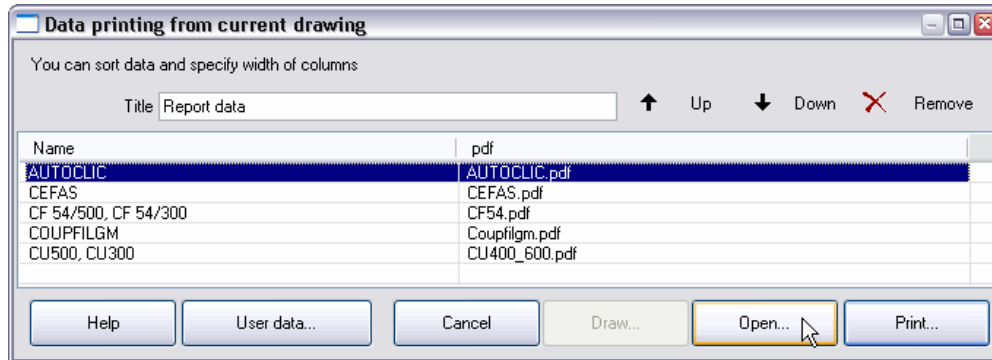 Data printing from current drawing
You can sort data and specify width of columns
Title Report data Up Down Remove
Name pdf
AUTOCLIC AUTOCLIC.pdf
CEFAS CEFAS.pdf
CF 54/500, CF 54/300 CF54.pdf
COUPFILGM Coupfilgm.pdf
CU500, CU300 CU400_600.pdf
Help User data... Cancel Draw... Open... Print...